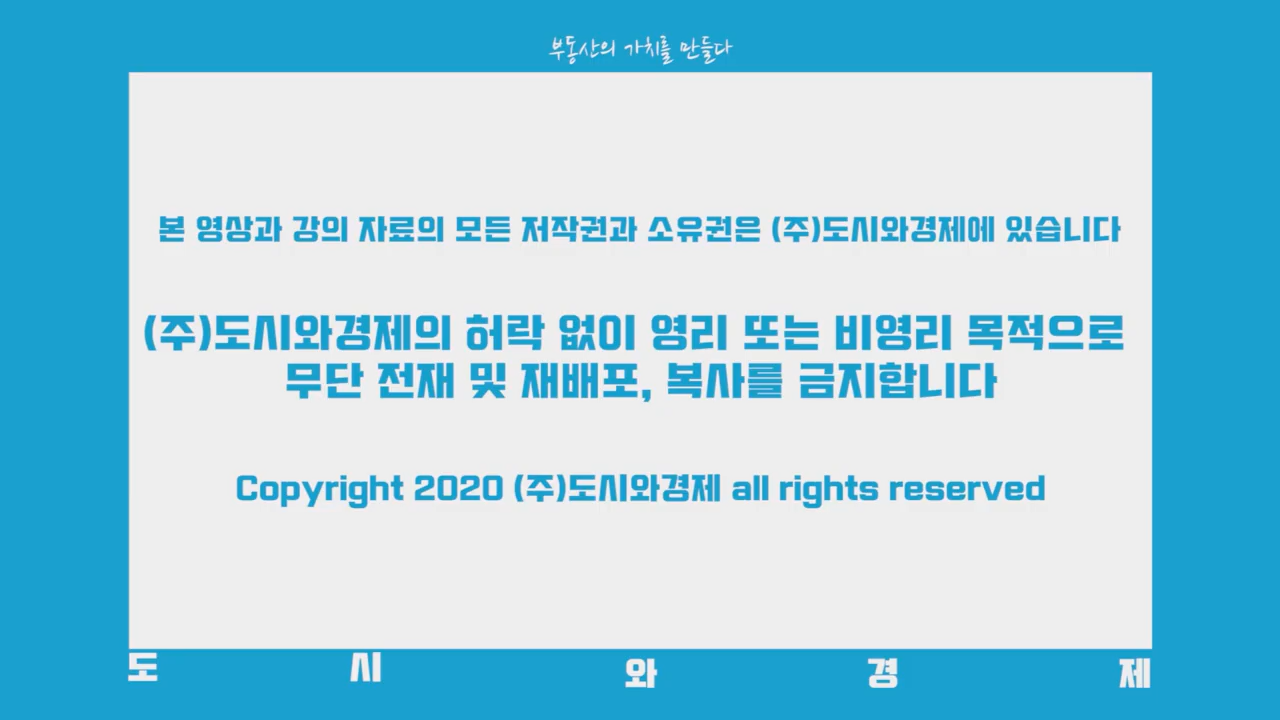 부동산의 가치를 만들다
본 영상과 강의 자료의 모든 저작권과 소유권은 (주)도시와경제에 있습니다
(주)도시와경제의 허락 없이 영리 또는 비영리 목적으로
무단 전재 및 재배포, 복사를 금지합니다
Copyright 2020 (주)도시와경제 all rights reserved
도 시 와 경 제